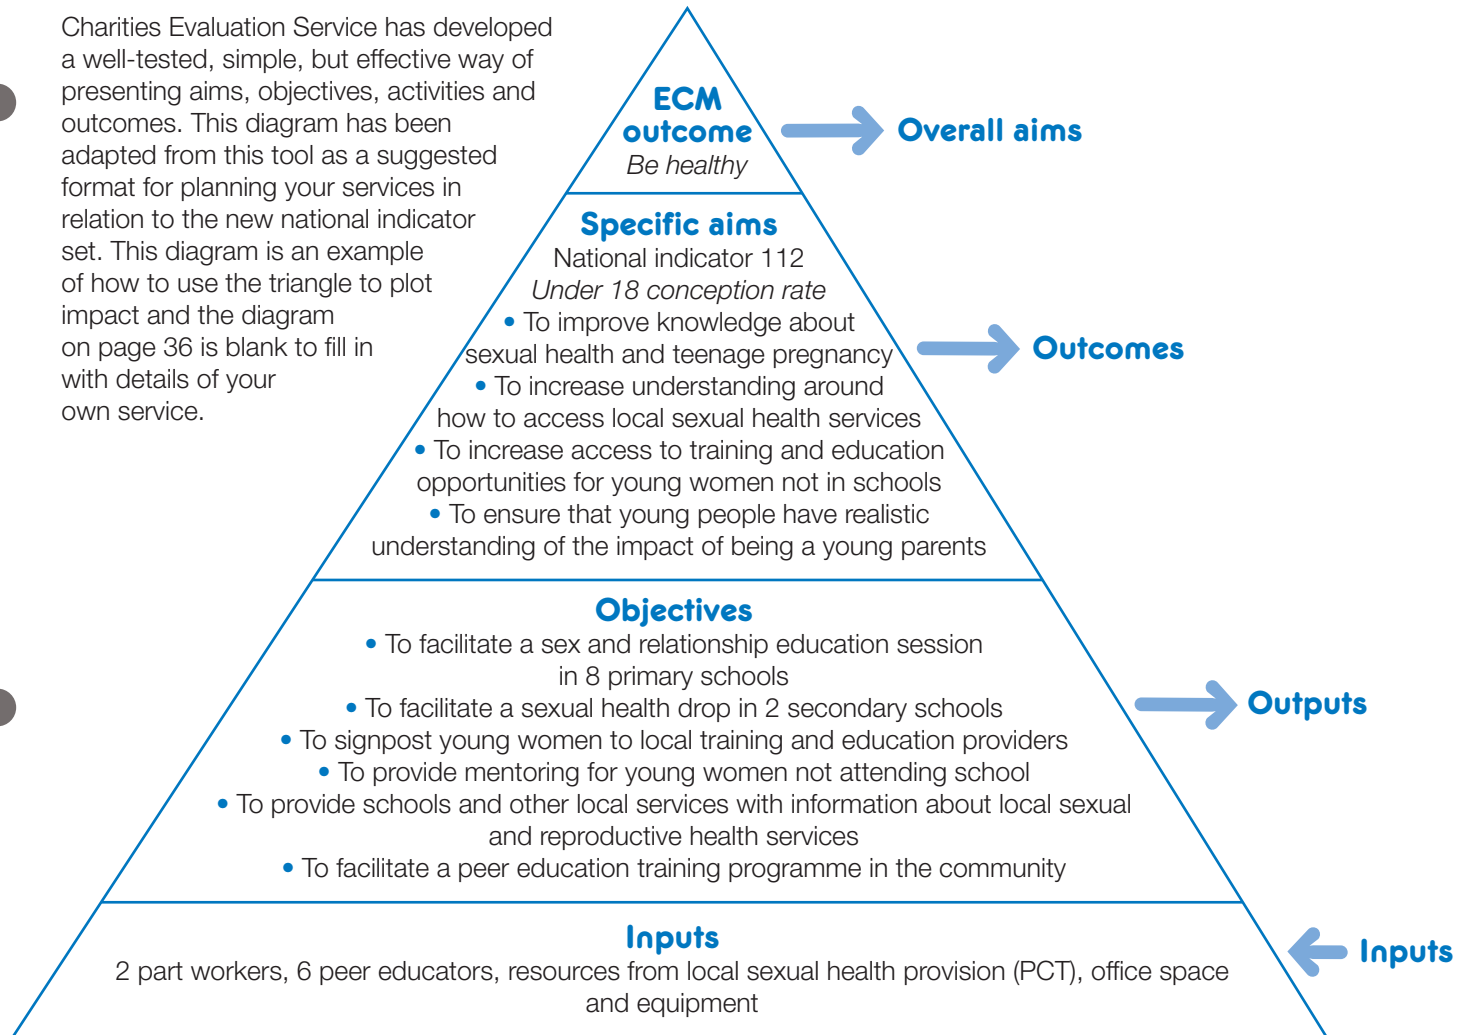 Charities Evaluation Service has developed
a well-tested, simple, but effective way of
presenting aims, objectives, activities and
outcomes. This diagram has been
adapted from this tool as a suggested
format for planning your services in
relation to the new national indicator
set. This diagram is an example
of how to use the triangle to plot
impact and the diagram
on page 36 is blank to fill in
with details of your
own service.
ECM
outcome
Be healthy
Overall aims
Specific aims
National indicator 112
Under 18 conception rate
• To improve knowledge about
sexual health and teenage pregnancy
• To increase understanding around
how to access local sexual health services
• To increase access to training and education
opportunities for young women not in schools
• To ensure that young people have realistic
understanding of the impact of being a young parents
Outcomes
Objectives
• To facilitate a sex and relationship education session
in 8 primary schools
• To facilitate a sexual health drop in 2 secondary schools
• To signpost young women to local training and education providers
• To provide mentoring for young women not attending school
• To provide schools and other local services with information about local sexual
and reproductive health services
• To facilitate a peer education training programme in the community
Outputs
Inputs
2 part workers, 6 peer educators, resources from local sexual health provision (PCT), office space
and equipment
Inputs